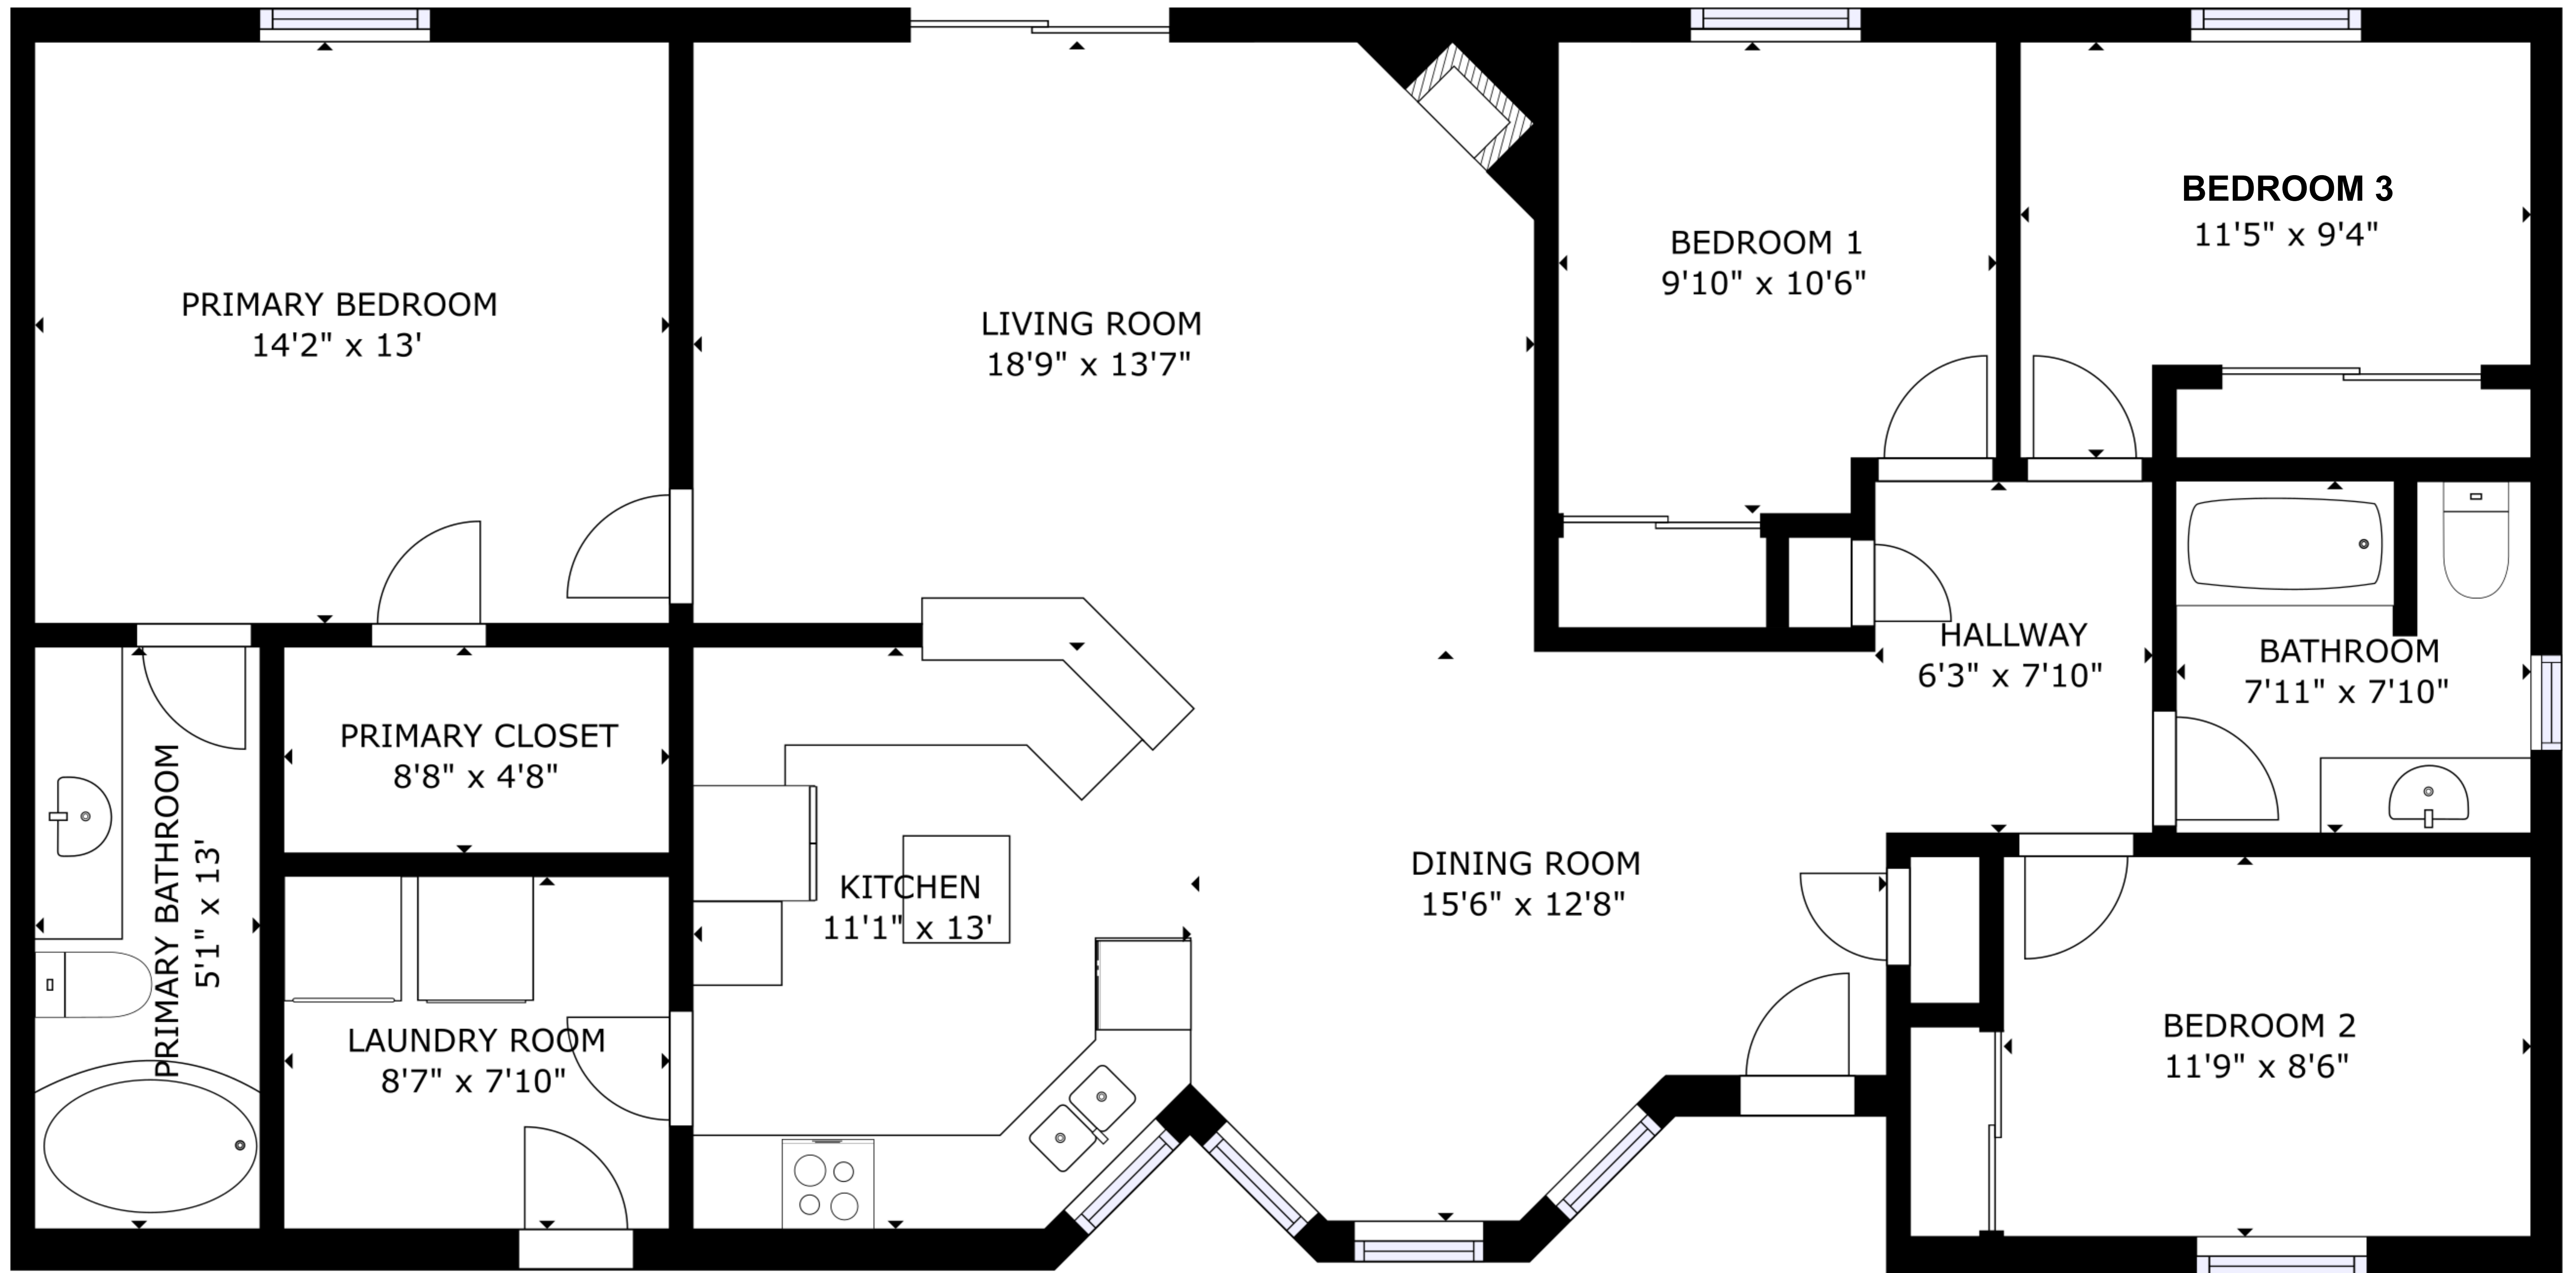 PRIMARY BEDROOM
14'2" x 13'
LIVING ROOM
18'9" x 13'7"
BEDROOM 1
9'10" x 10'6"
BEDROOM 3
11'5" x 9'4"
HALLWAY
6'3" x 7'10"
BATHROOM
7'11" x 7'10"
PRIMARY CLOSET
8'8" x 4'8"
PRIMARY BATHROOM
5'1" x 13'
KITCHEN
11'1" x 13'
DINING ROOM
15'6" x 12'8"
LAUNDRY ROOM
8'7" x 7'10"
BEDROOM 2
11'9" x 8'6"